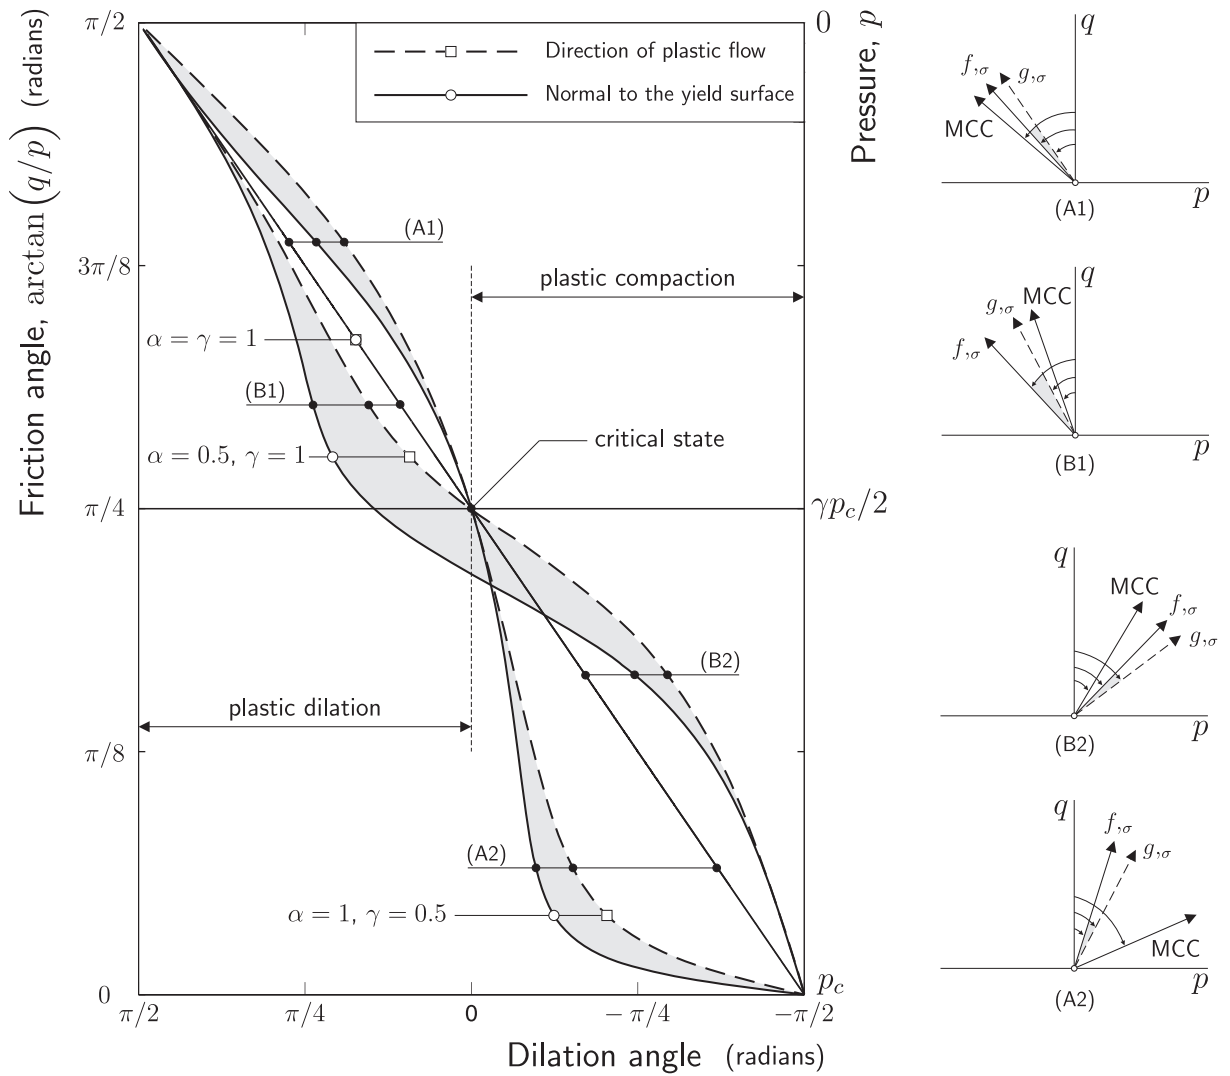 Friction angle, arctan(q/p) (radians)
π/2
3π/8
π/4
π/8
0
Direction of plastic flow
Normal to the yield surface
(A1)
plastic compaction
α = γ = 1
(B1)
α = 0.5, γ = 1
critical state
(B2)
plastic dilation
(A2)
α = 1, γ = 0.5
π/2
π/4
0
− π/4
−π/2
Dilation angle (radians)
Pressure, p
0
γp_c/2
p_c
q
f,σ
g,σ
MCC
p
(A1)
q
g,σ
MCC
f,σ
p
(B1)
q
MCC
f,σ
g,σ
p
(B2)
q
f,σ
g,σ
MCC
p
(A2)